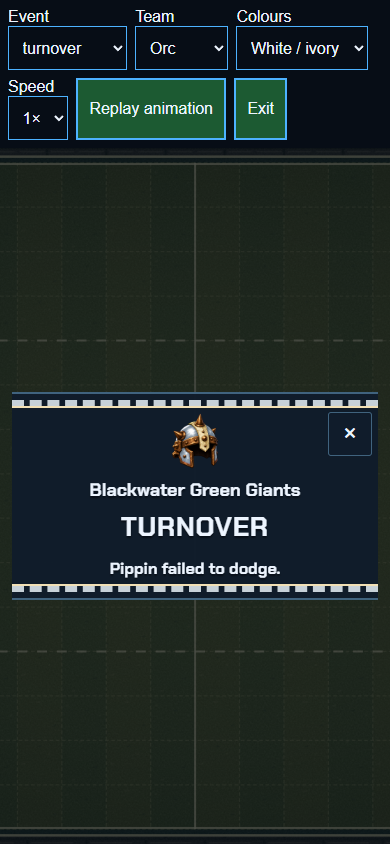 Event Team Colours
turnover Orc White / ivory
Speed
1× Replay animation Exit
×
Blackwater Green Giants
TURNOVER
Pippin failed to dodge.